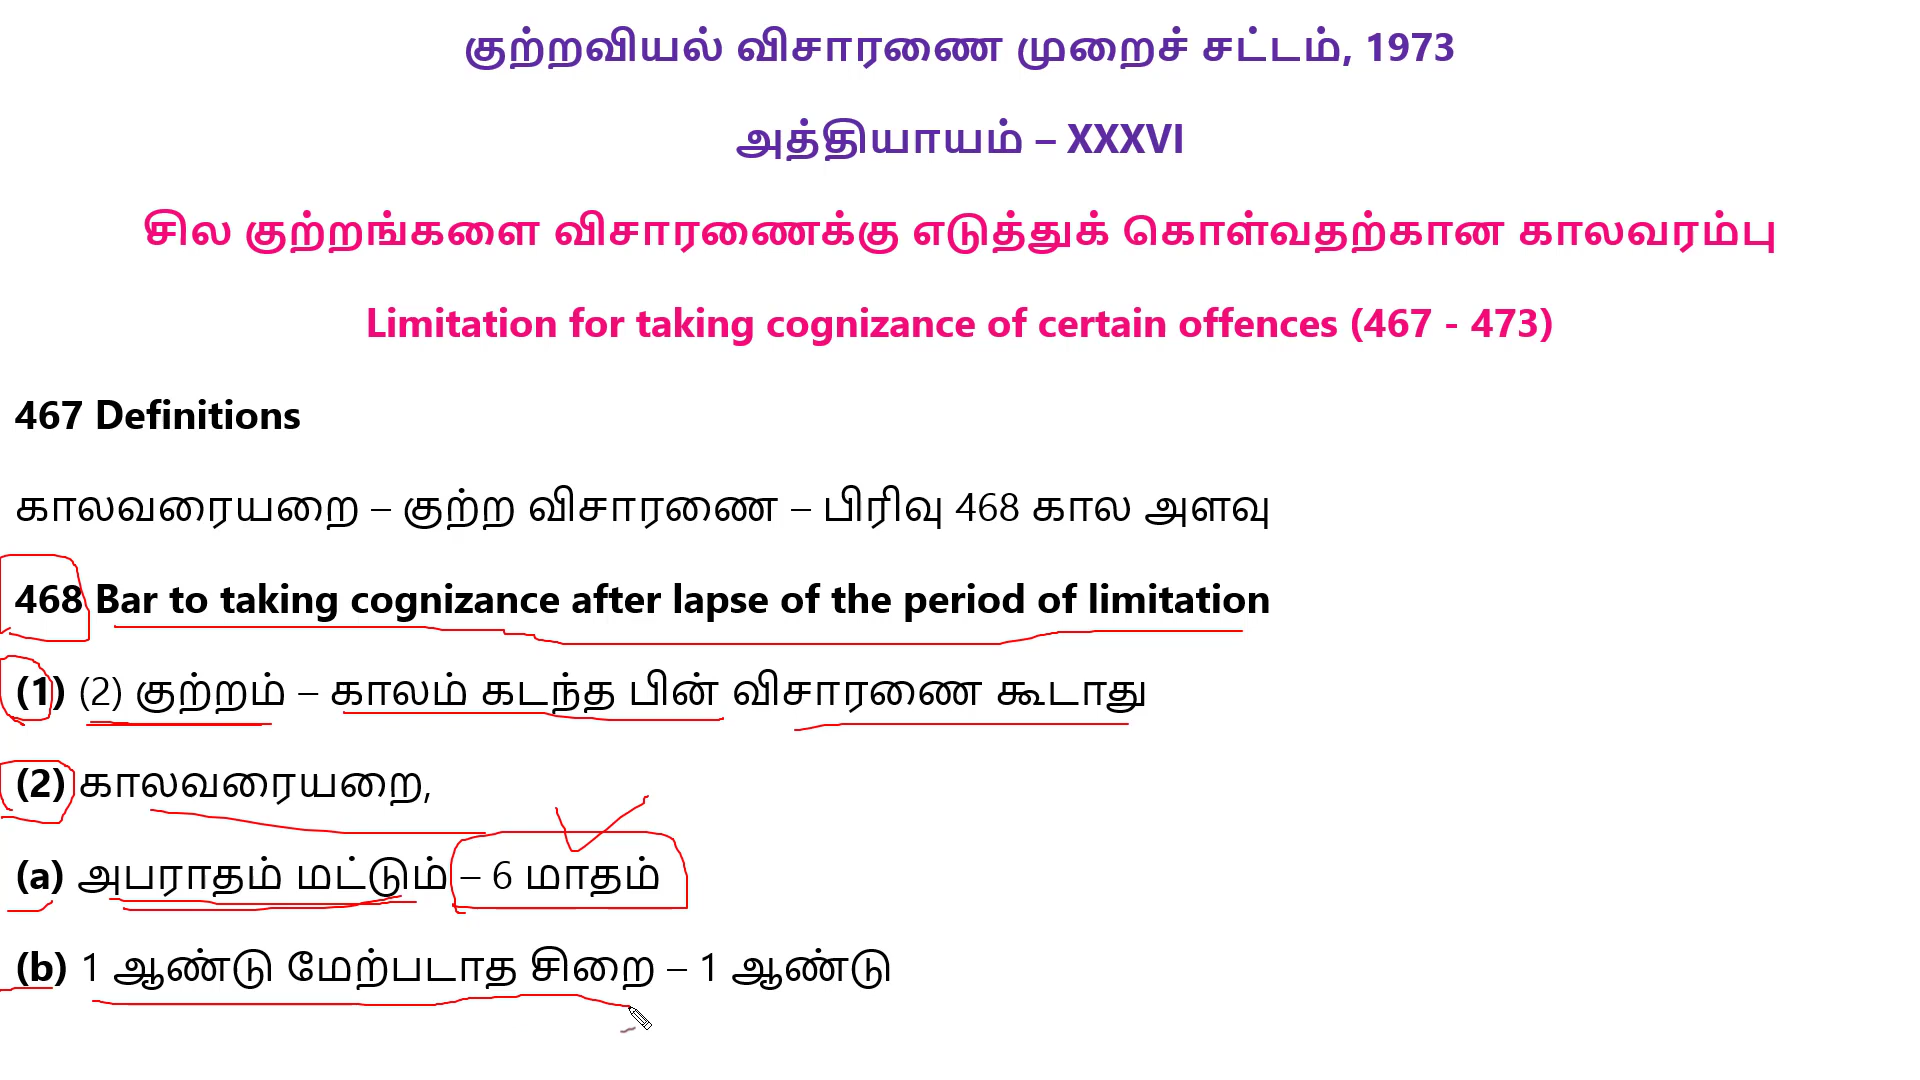 குற்றவியல் விசாரணை முறைச் சட்டம், 1973
அத்தியாயம் – XXXVI
சில குற்றங்களை விசாரணைக்கு எடுத்துக் கொள்வதற்கான காலவரம்பு
Limitation for taking cognizance of certain offences (467 - 473)
467 Definitions
காலவரையறை – குற்ற விசாரணை – பிரிவு 468 கால அளவு
468 Bar to taking cognizance after lapse of the period of limitation
(1) (2) குற்றம் – காலம் கடந்த பின் விசாரணை கூடாது
(2) காலவரையறை,
(a) அபராதம் மட்டும் – 6 மாதம்
(b) 1 ஆண்டு மேற்படாத சிறை – 1 ஆண்டு